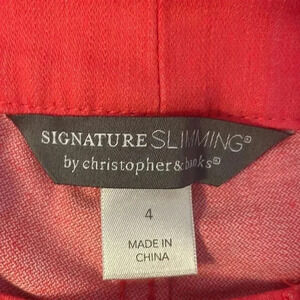 SIGNATURE SLIMMING®
by christopher & banks®
4
MADE IN
CHINA